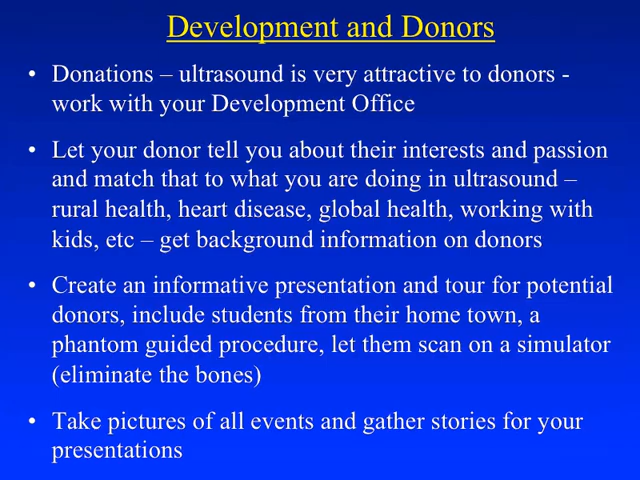 Development and Donors
• Donations – ultrasound is very attractive to donors -
work with your Development Office
• Let your donor tell you about their interests and passion
and match that to what you are doing in ultrasound –
rural health, heart disease, global health, working with
kids, etc – get background information on donors
• Create an informative presentation and tour for potential
donors, include students from their home town, a
phantom guided procedure, let them scan on a simulator
(eliminate the bones)
• Take pictures of all events and gather stories for your
presentations